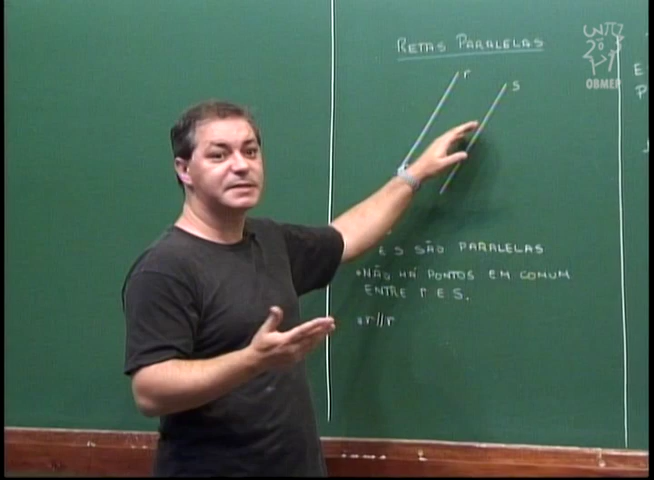 RETAS PARALELAS
r
s
E S SÃO PARALELAS
•NÃO HÁ PONTOS EM COMUM
ENTRE r E S.
•r//r
E
P
OBMEP